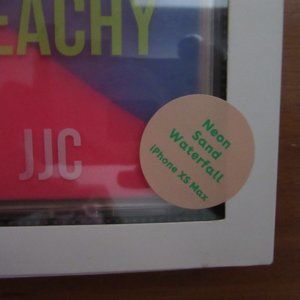 EACHY
JJC
Neon
Sand
Waterfall
iPhone XS Max